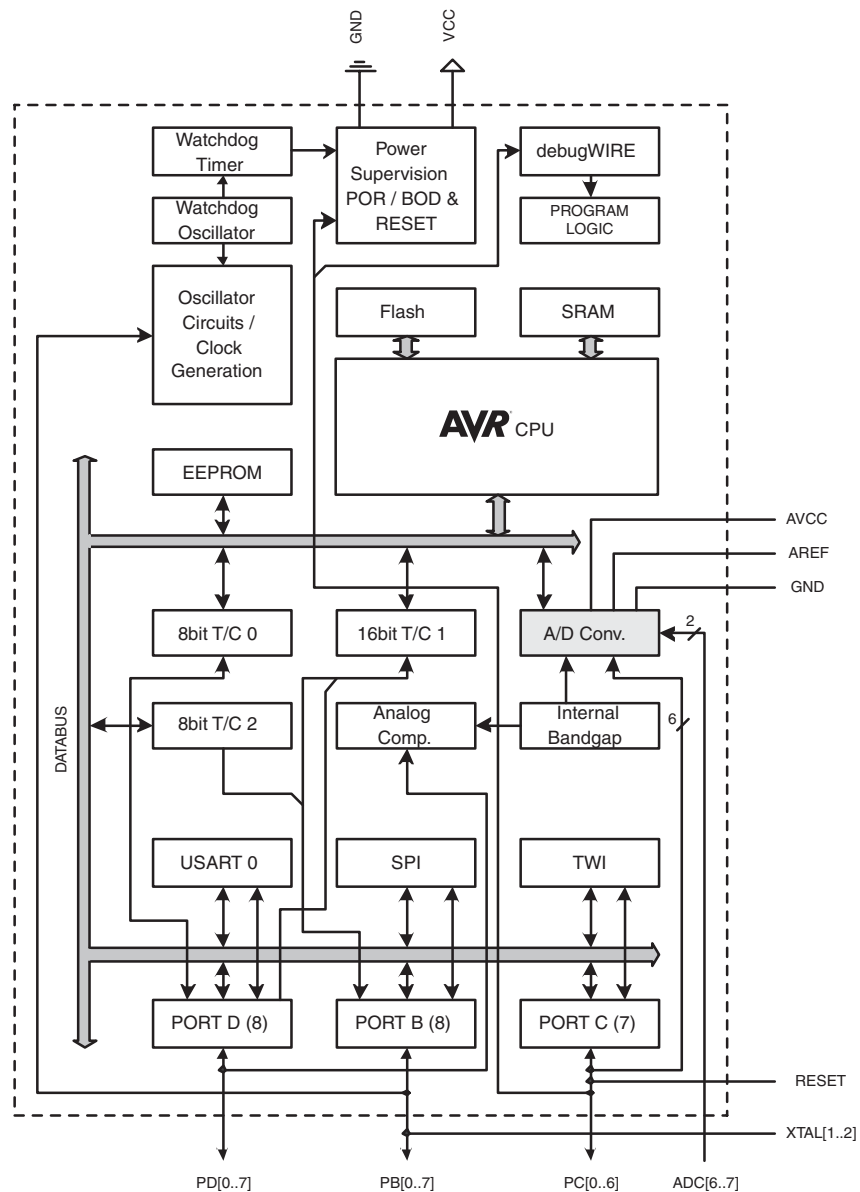 GND
VCC
Watchdog
Timer
Power
Supervision
POR / BOD &
RESET
debugWIRE
Watchdog
Oscillator
PROGRAM
LOGIC
Oscillator
Circuits /
Clock
Generation
Flash
SRAM
AVR CPU
EEPROM
AVCC
AREF
GND
8bit T/C 0
16bit T/C 1
A/D Conv.
2
DATABUS
8bit T/C 2
Analog
Comp.
Internal
Bandgap
6
USART 0
SPI
TWI
PORT D (8)
PORT B (8)
PORT C (7)
RESET
XTAL[1..2]
PD[0..7]
PB[0..7]
PC[0..6]
ADC[6..7]